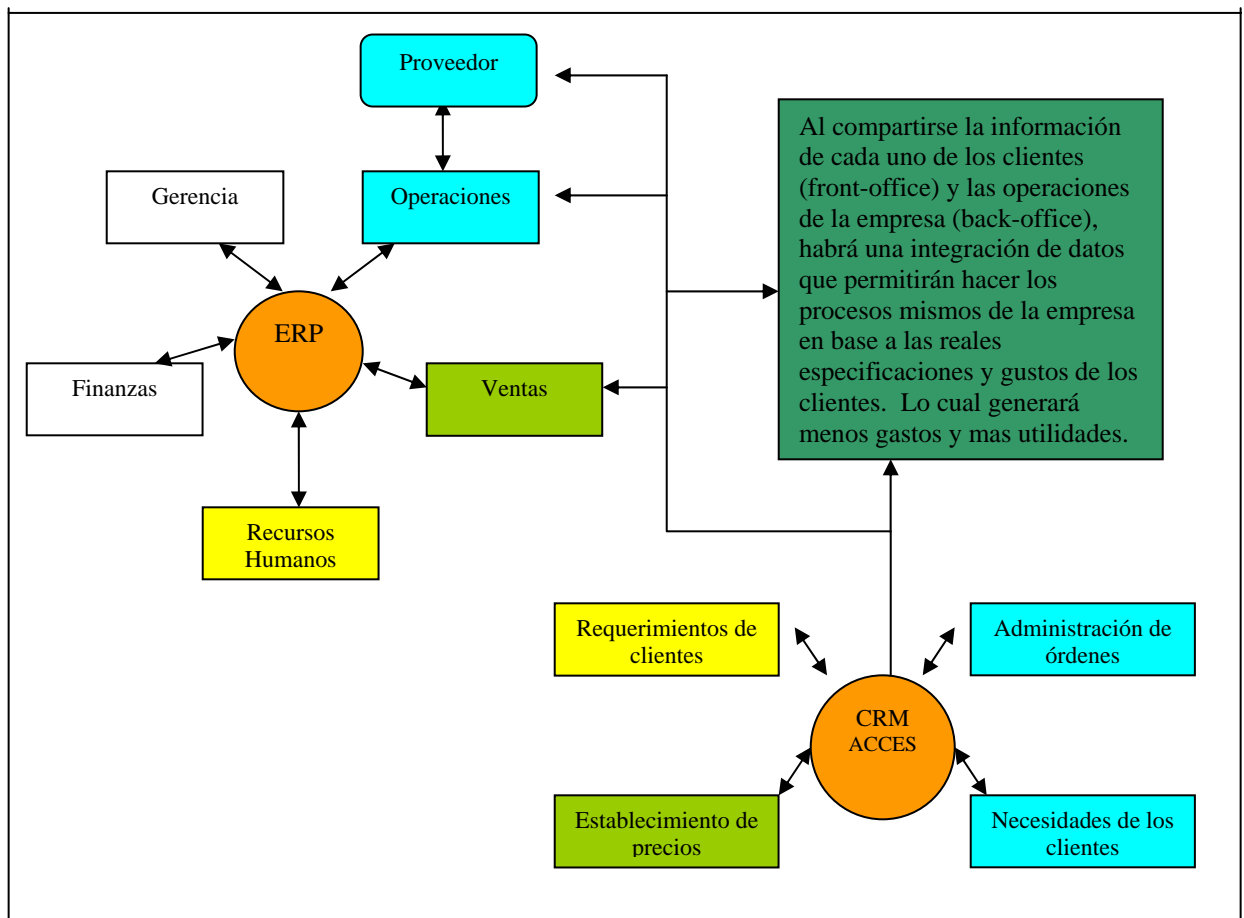 Proveedor
Gerencia
Operaciones
ERP
Finanzas
Ventas
Recursos
Humanos
Al compartirse la información
de cada uno de los clientes
(front-office) y las operaciones
de la empresa (back-office),
habrá una integración de datos
que permitirán hacer los
procesos mismos de la empresa
en base a las reales
especificaciones y gustos de los
clientes.  Lo cual generará
menos gastos y mas utilidades.
Requerimientos de
clientes
Administración de
órdenes
CRM
ACCES
Establecimiento de
precios
Necesidades de los
clientes